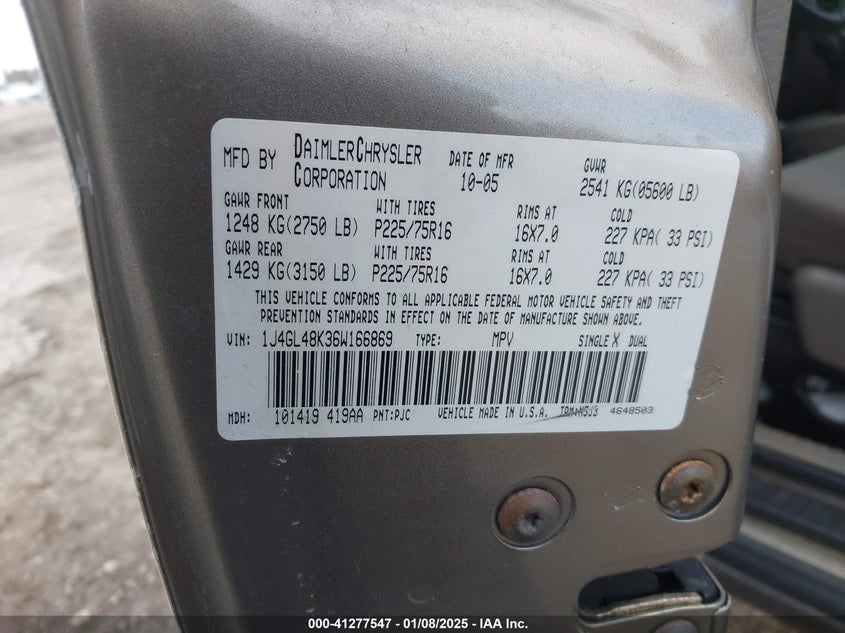 MFD BY DAIMLERCHRYSLER CORPORATION DATE OF MFR 10-05 GVWR 2541 KG(05600 LB)
GAWR FRONT WITH TIRES RIMS AT COLD
1248 KG(2750 LB) P225/75R16 16X7.0 227 KPA( 33 PSI)
GAWR REAR WITH TIRES RIMS AT COLD
1429 KG(3150 LB) P225/75R16 16X7.0 227 KPA( 33 PSI)
THIS VEHICLE CONFORMS TO ALL APPLICABLE FEDERAL MOTOR VEHICLE SAFETY AND THEFT
PREVENTION STANDARDS IN EFFECT ON THE DATE OF MANUFACTURE SHOWN ABOVE.
VIN: 1J4GL48K36W166869 TYPE: MPV SINGLE X DUAL
MDH: 101419 419AA PNT:PJC VEHICLE MADE IN U.S.A. 4648503
000-41277547 - 01/08/2025 - IAA Inc.